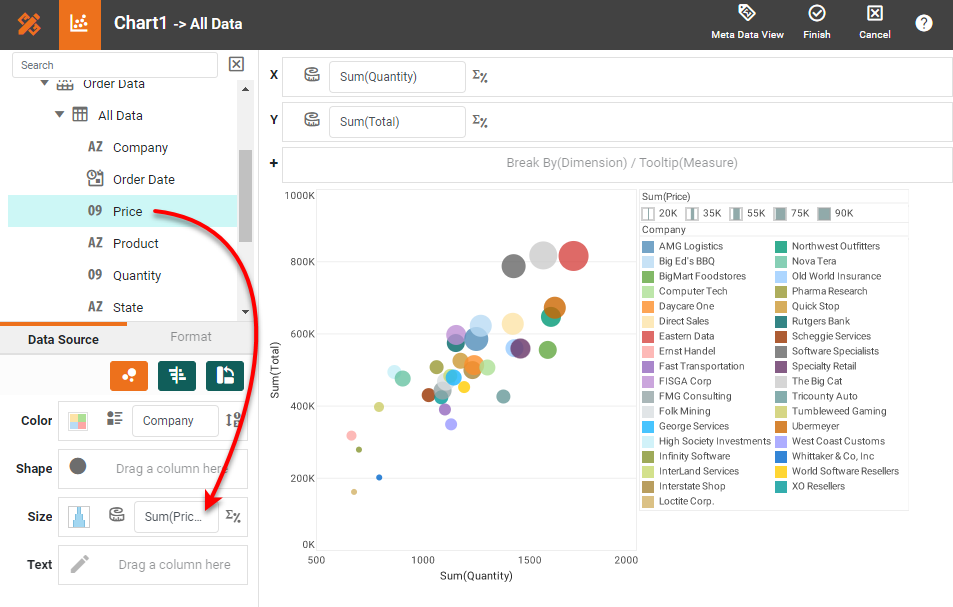 Chart1 -> All Data
Meta Data View
Finish
Cancel
?
Search
Order Data
All Data
AZ Company
Order Date
09 Price
AZ Product
09 Quantity
AZ State
Data Source
Format
Color
Company
Shape
Drag a column here
Size
Sum(Pric...
Text
Drag a column here
X
Sum(Quantity)
Y
Sum(Total)
+
Break By(Dimension) / Tooltip(Measure)
1000K
800K
600K
400K
200K
0K
Sum(Total)
500
1000
1500
2000
Sum(Quantity)
Sum(Price)
20K 35K 55K 75K 90K
Company
AMG Logistics
Big Ed's BBQ
BigMart Foodstores
Computer Tech
Daycare One
Direct Sales
Eastern Data
Ernst Handel
Fast Transportation
FISGA Corp
FMG Consulting
Folk Mining
George Services
High Society Investments
Infinity Software
InterLand Services
Interstate Shop
Loctite Corp.
Northwest Outfitters
Nova Tera
Old World Insurance
Pharma Research
Quick Stop
Rutgers Bank
Scheggie Services
Software Specialists
Specialty Retail
The Big Cat
Tricounty Auto
Tumbleweed Gaming
Ubermeyer
West Coast Customs
Whittaker & Co, Inc
World Software Resellers
XO Resellers